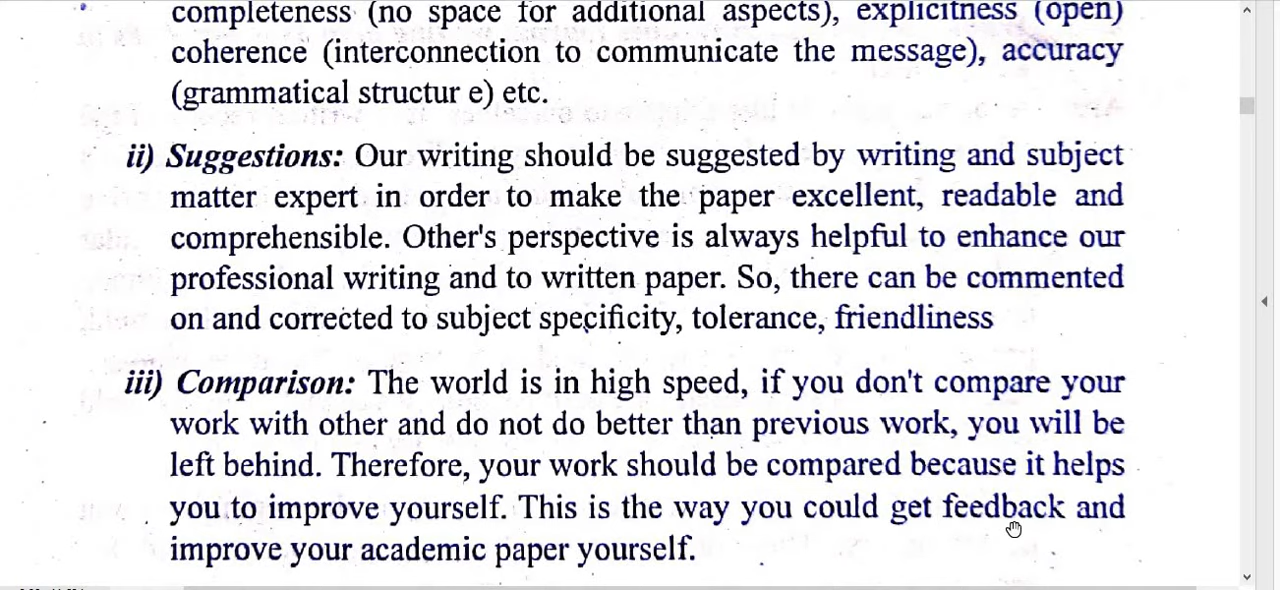 completeness (no space for additional aspects), explicitness (open)
coherence (interconnection to communicate the message), accuracy
(grammatical structur e) etc.
ii) Suggestions: Our writing should be suggested by writing and subject
matter expert in order to make the paper excellent, readable and
comprehensible. Other's perspective is always helpful to enhance our
professional writing and to written paper. So, there can be commented
on and corrected to subject specificity, tolerance, friendliness
iii) Comparison: The world is in high speed, if you don't compare your
work with other and do not do better than previous work, you will be
left behind. Therefore, your work should be compared because it helps
you to improve yourself. This is the way you could get feedback and
improve your academic paper yourself.